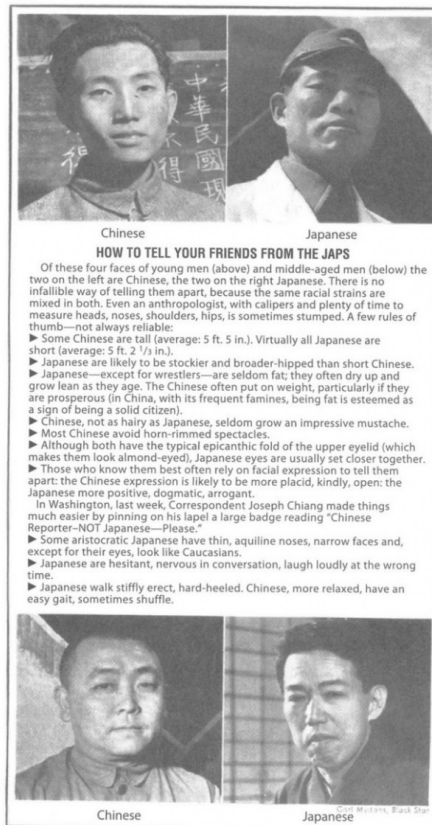 中華民國現
不得
得
Chinese
Japanese
HOW TO TELL YOUR FRIENDS FROM THE JAPS
Of these four faces of young men (above) and middle-aged men (below) the
two on the left are Chinese, the two on the right Japanese. There is no
infallible way of telling them apart, because the same racial strains are
mixed in both. Even an anthropologist, with calipers and plenty of time to
measure heads, noses, shoulders, hips, is sometimes stumped. A few rules of
thumb—not always reliable:
▶ Some Chinese are tall (average: 5 ft. 5 in.). Virtually all Japanese are
short (average: 5 ft. 2 1/3 in.).
▶ Japanese are likely to be stockier and broader-hipped than short Chinese.
▶ Japanese—except for wrestlers—are seldom fat; they often dry up and
grow lean as they age. The Chinese often put on weight, particularly if they
are prosperous (in China, with its frequent famines, being fat is esteemed as
a sign of being a solid citizen).
▶ Chinese, not as hairy as Japanese, seldom grow an impressive mustache.
▶ Most Chinese avoid horn-rimmed spectacles.
▶ Although both have the typical epicanthic fold of the upper eyelid (which
makes them look almond-eyed), Japanese eyes are usually set closer together.
▶ Those who know them best often rely on facial expression to tell them
apart: the Chinese expression is likely to be more placid, kindly, open: the
Japanese more positive, dogmatic, arrogant.
In Washington, last week, Correspondent Joseph Chiang made things
much easier by pinning on his lapel a large badge reading "Chinese
Reporter–NOT Japanese—Please."
▶ Some aristocratic Japanese have thin, aquiline noses, narrow faces and,
except for their eyes, look like Caucasians.
▶ Japanese are hesitant, nervous in conversation, laugh loudly at the wrong
time.
▶ Japanese walk stiffly erect, hard-heeled. Chinese, more relaxed, have an
easy gait, sometimes shuffle.
Carl Mydans, Black Star
Chinese
Japanese